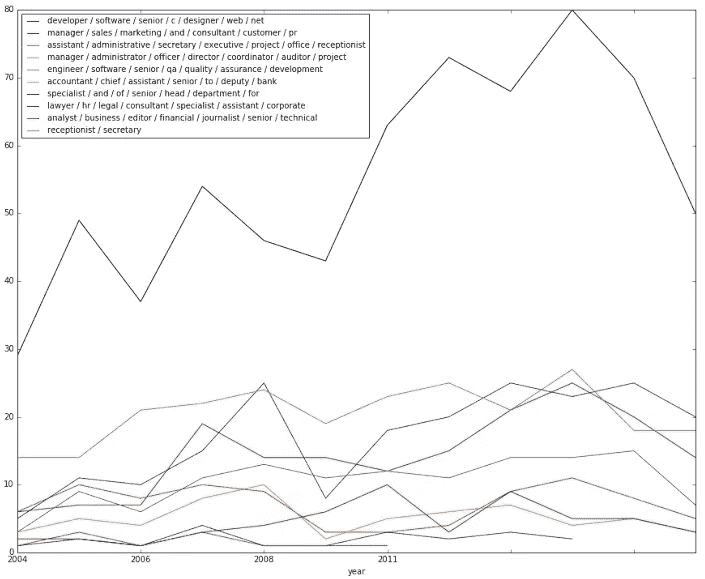 80
70
60
50
40
30
20
10
0
developer / software / senior / c / designer / web / net
manager / sales / marketing / and / consultant / customer / pr
assistant / administrative / secretary / executive / project / office / receptionist
manager / administrator / officer / director / coordinator / auditor / project
engineer / software / senior / qa / quality / assurance / development
accountant / chief / assistant / senior / to / deputy / bank
specialist / and / of / senior / head / department / for
lawyer / hr / legal / consultant / specialist / assistant / corporate
analyst / business / editor / financial / journalist / senior / technical
receptionist / secretary
2004 2006 2008 2011
year